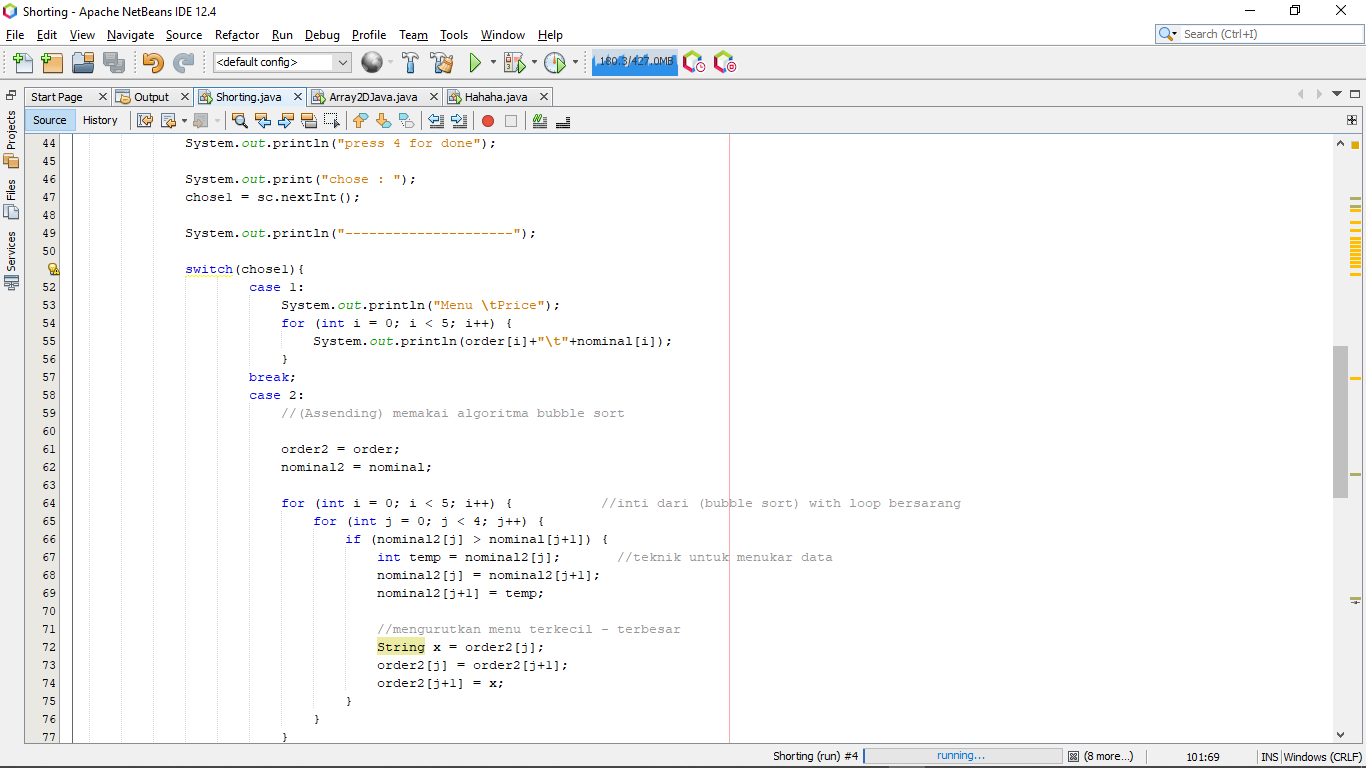 Shorting - Apache NetBeans IDE 12.4
File Edit View Navigate Source Refactor Run Debug Profile Team Tools Window Help
Search (Ctrl+I)
<default config>
180.3/427.0MB
Start Page Output Shorting.java Array2DJava.java Hahaha.java
Source History
Projects
Files
Services
44 System.out.println("press 4 for done");
45
46 System.out.print("chose : ");
47 chose1 = sc.nextInt();
48
49 System.out.println("---------------------");
50
switch(chose1){
52 case 1:
53 System.out.println("Menu \tPrice");
54 for (int i = 0; i < 5; i++) {
55 System.out.println(order[i]+"\t"+nominal[i]);
56 }
57 break;
58 case 2:
59 //(Assending) memakai algoritma bubble sort
60
61 order2 = order;
62 nominal2 = nominal;
63
64 for (int i = 0; i < 5; i++) { //inti dari (bubble sort) with loop bersarang
65 for (int j = 0; j < 4; j++) {
66 if (nominal2[j] > nominal[j+1]) {
67 int temp = nominal2[j]; //teknik untuk menukar data
68 nominal2[j] = nominal2[j+1];
69 nominal2[j+1] = temp;
70
71 //mengurutkan menu terkecil - terbesar
72 String x = order2[j];
73 order2[j] = order2[j+1];
74 order2[j+1] = x;
75 }
76 }
77 }
Shorting (run) #4 running... (8 more...) 101:69 INS Windows (CRLF)